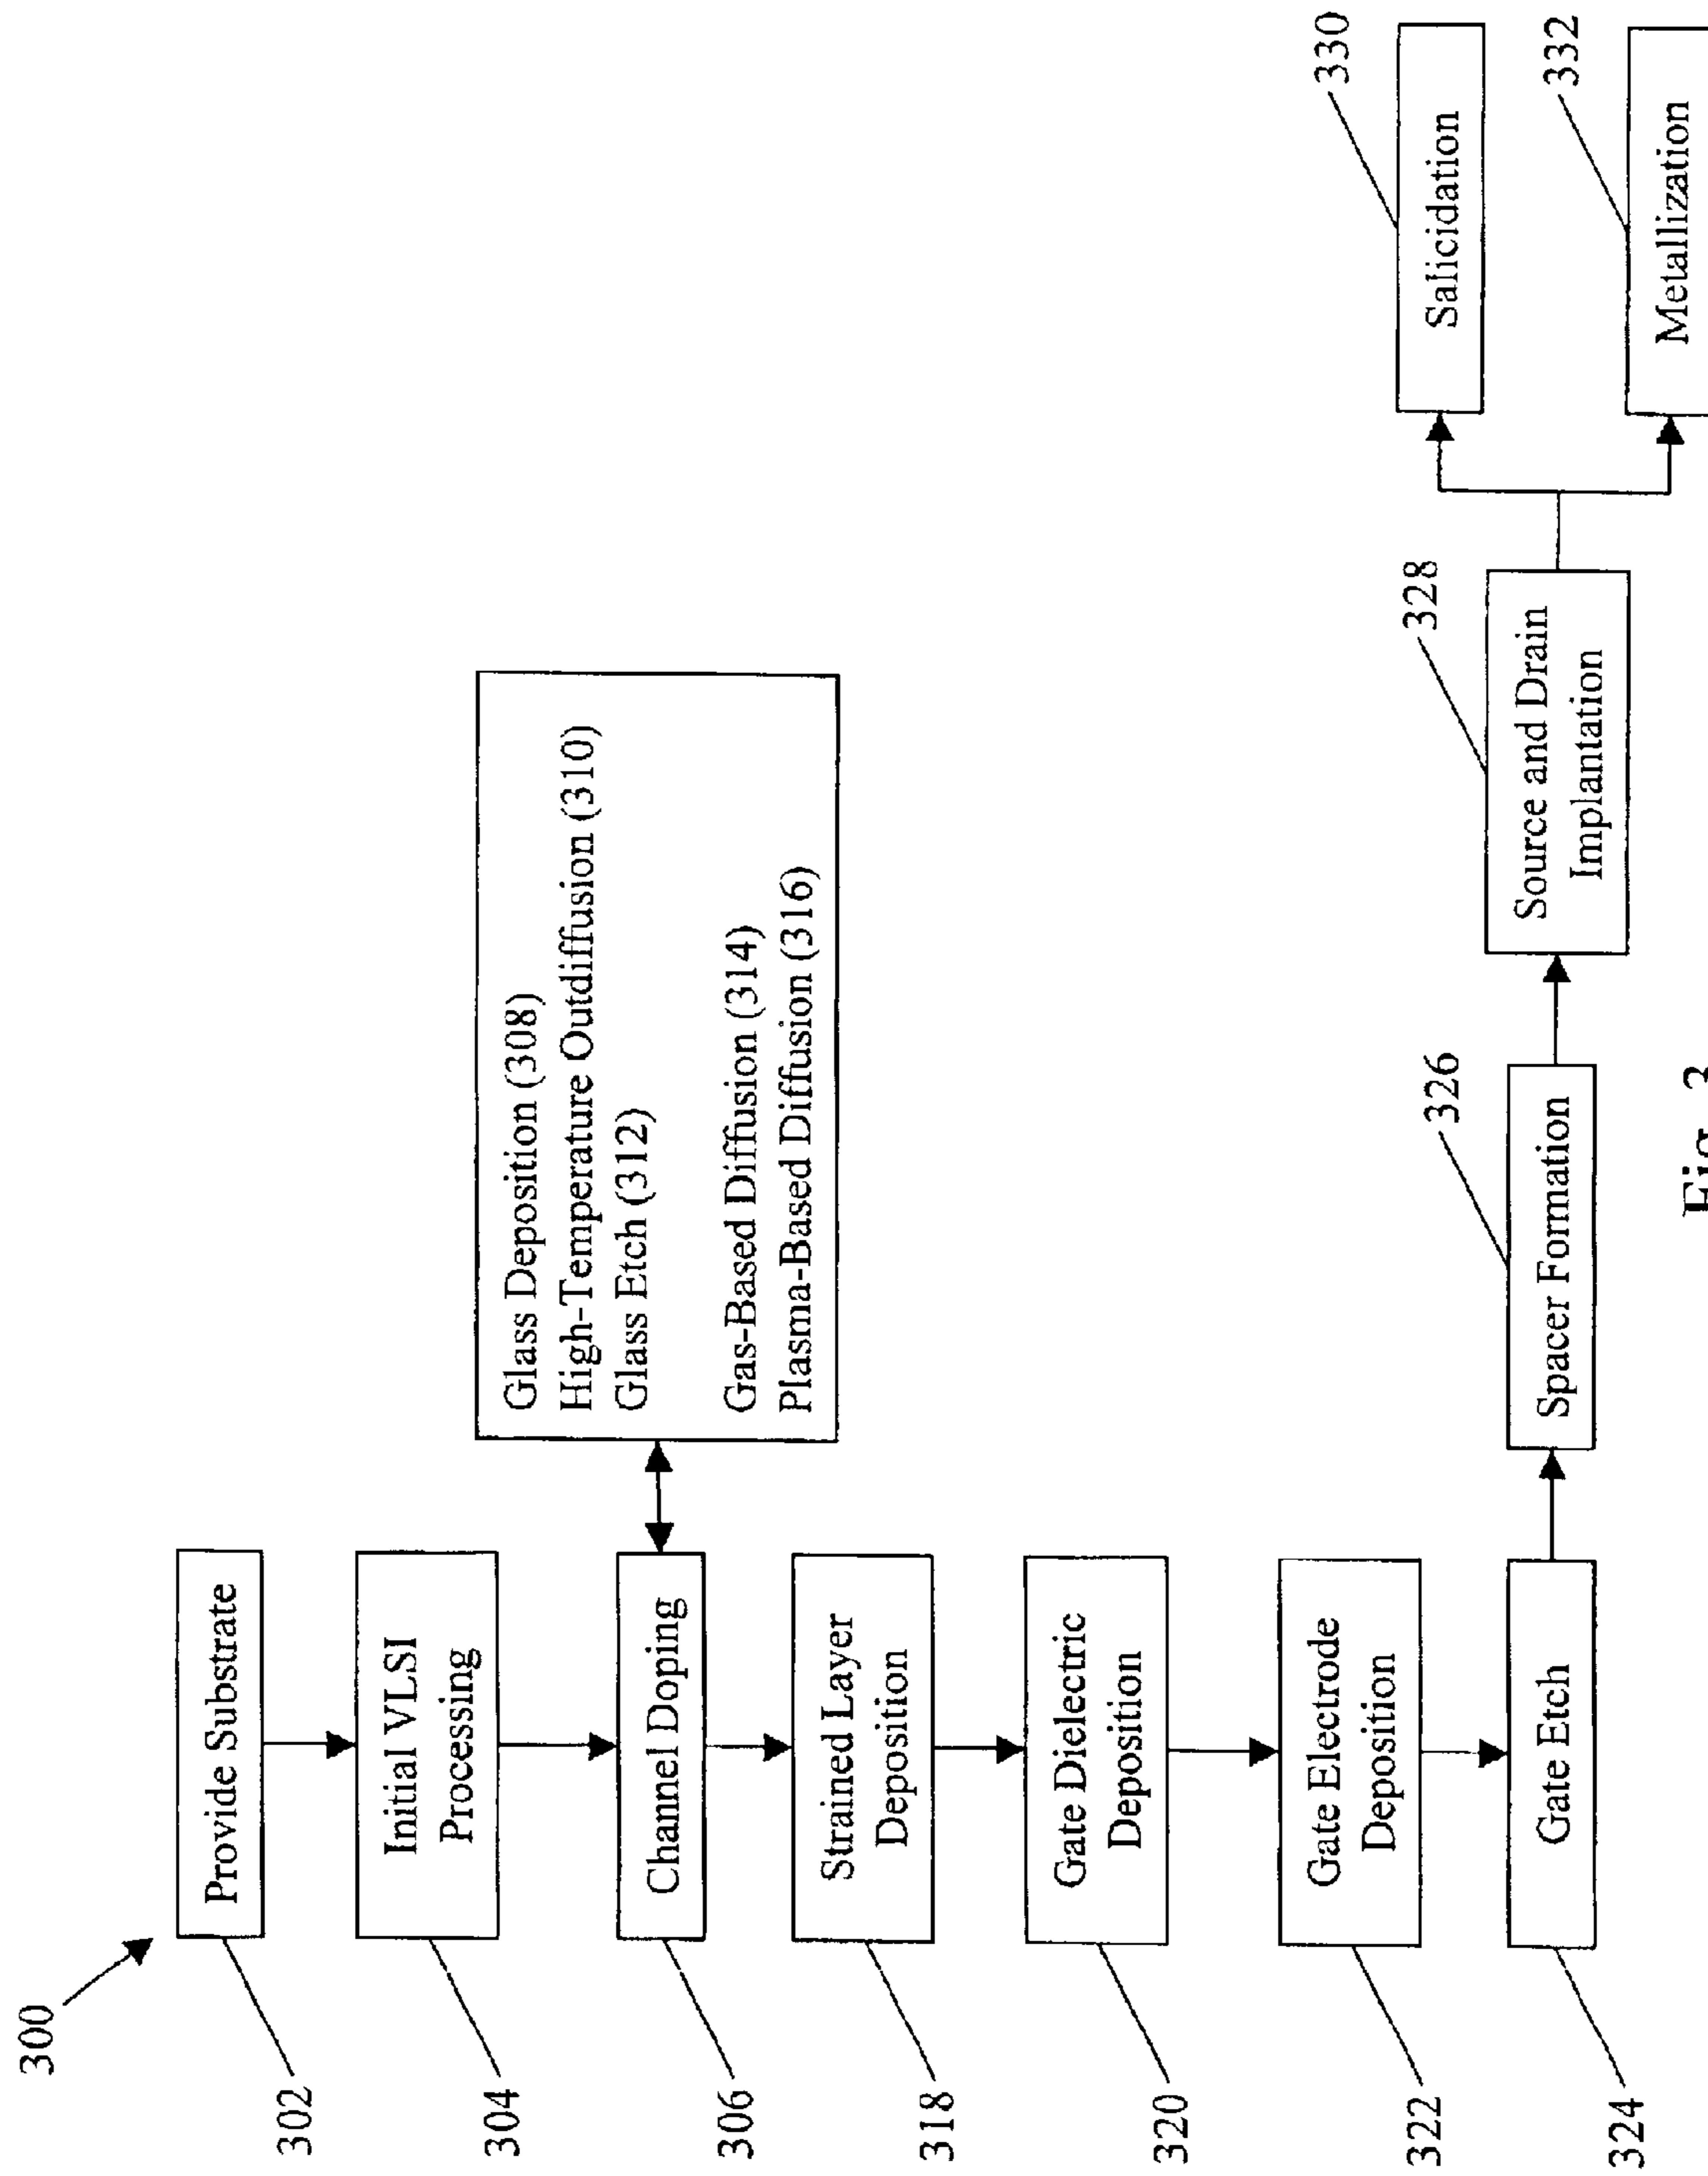 300
302
Provide Substrate
304
Initial VLSI
Processing
306
Channel Doping
Glass Deposition (308)
High-Temperature Outdiffusion (310)
Glass Etch (312)
Gas-Based Diffusion (314)
Plasma-Based Diffusion (316)
318
Strained Layer
Deposition
320
Gate Dielectric
Deposition
322
Gate Electrode
Deposition
324
Gate Etch
326
Spacer Formation
328
Source and Drain
Implantation
330
Salicidation
332
Metallization
Fig. 3